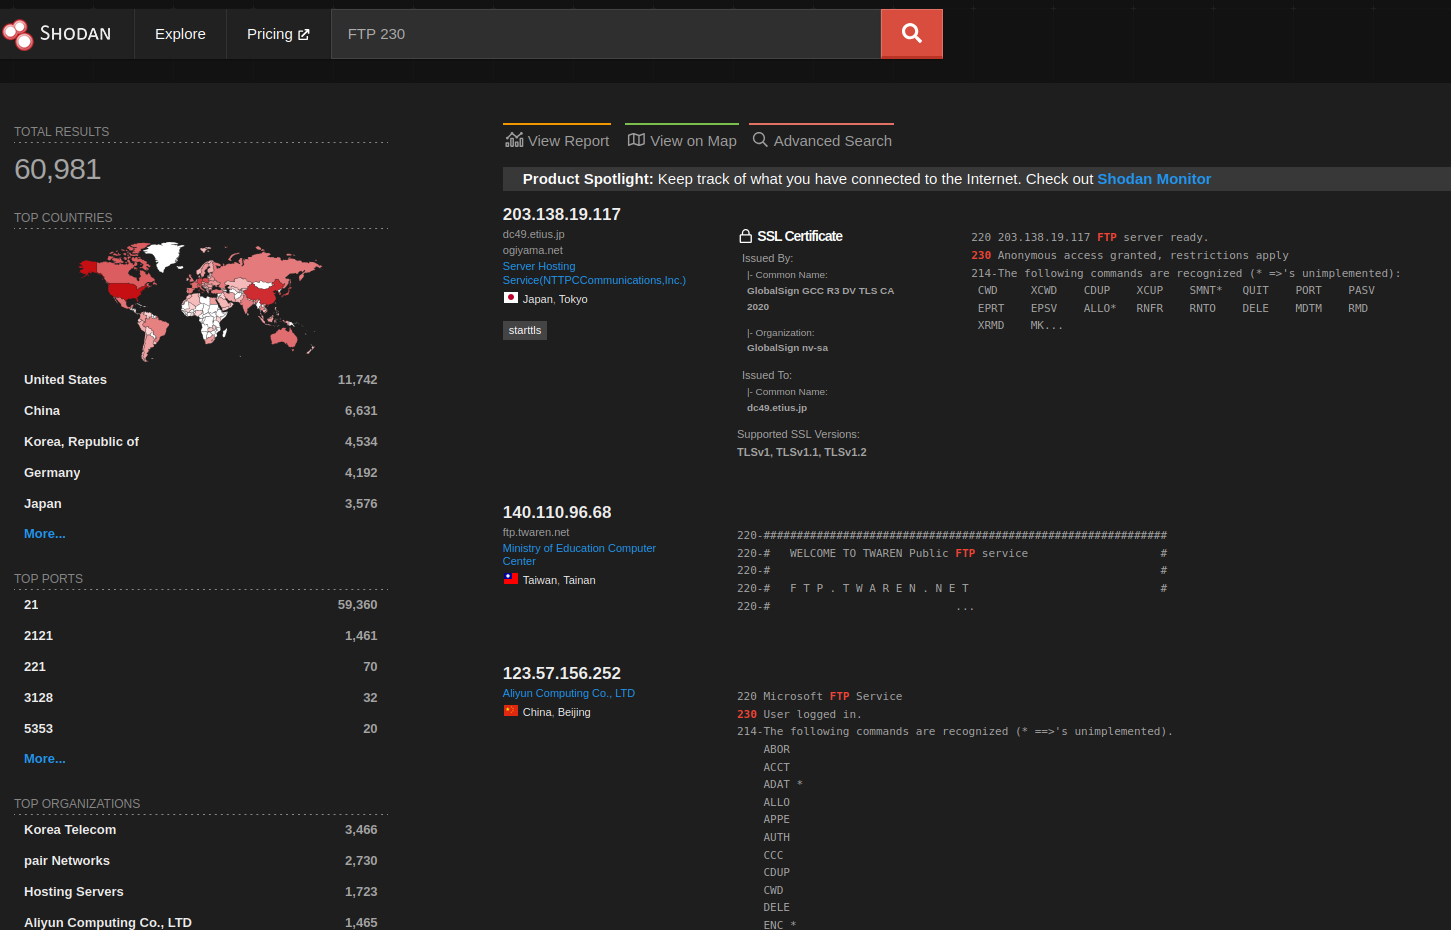 SHODAN
Explore
Pricing
FTP 230
TOTAL RESULTS
60,981
TOP COUNTRIES
United States 11,742
China 6,631
Korea, Republic of 4,534
Germany 4,192
Japan 3,576
More...
TOP PORTS
21 59,360
2121 1,461
221 70
3128 32
5353 20
More...
TOP ORGANIZATIONS
Korea Telecom 3,466
pair Networks 2,730
Hosting Servers 1,723
Aliyun Computing Co., LTD 1,465
View Report
View on Map
Advanced Search
Product Spotlight: Keep track of what you have connected to the Internet. Check out Shodan Monitor
203.138.19.117
dc49.etius.jp
ogiyama.net
Server Hosting
Service(NTTPCCommunications,Inc.)
Japan, Tokyo
starttls
SSL Certificate
Issued By:
|- Common Name:
GlobalSign GCC R3 DV TLS CA
2020
|- Organization:
GlobalSign nv-sa
Issued To:
|- Common Name:
dc49.etius.jp
Supported SSL Versions:
TLSv1, TLSv1.1, TLSv1.2
220 203.138.19.117 FTP server ready.
230 Anonymous access granted, restrictions apply
214-The following commands are recognized (* =>'s unimplemented):
CWD XCWD CDUP XCUP SMNT* QUIT PORT PASV
EPRT EPSV ALLO* RNFR RNTO DELE MDTM RMD
XRMD MK...
140.110.96.68
ftp.twaren.net
Ministry of Education Computer
Center
Taiwan, Tainan
220-#############################################################
220-# WELCOME TO TWAREN Public FTP service #
220-# #
220-# F T P . T W A R E N . N E T #
220-# ...
123.57.156.252
Aliyun Computing Co., LTD
China, Beijing
220 Microsoft FTP Service
230 User logged in.
214-The following commands are recognized (* ==>'s unimplemented).
ABOR
ACCT
ADAT *
ALLO
APPE
AUTH
CCC
CDUP
CWD
DELE
ENC *